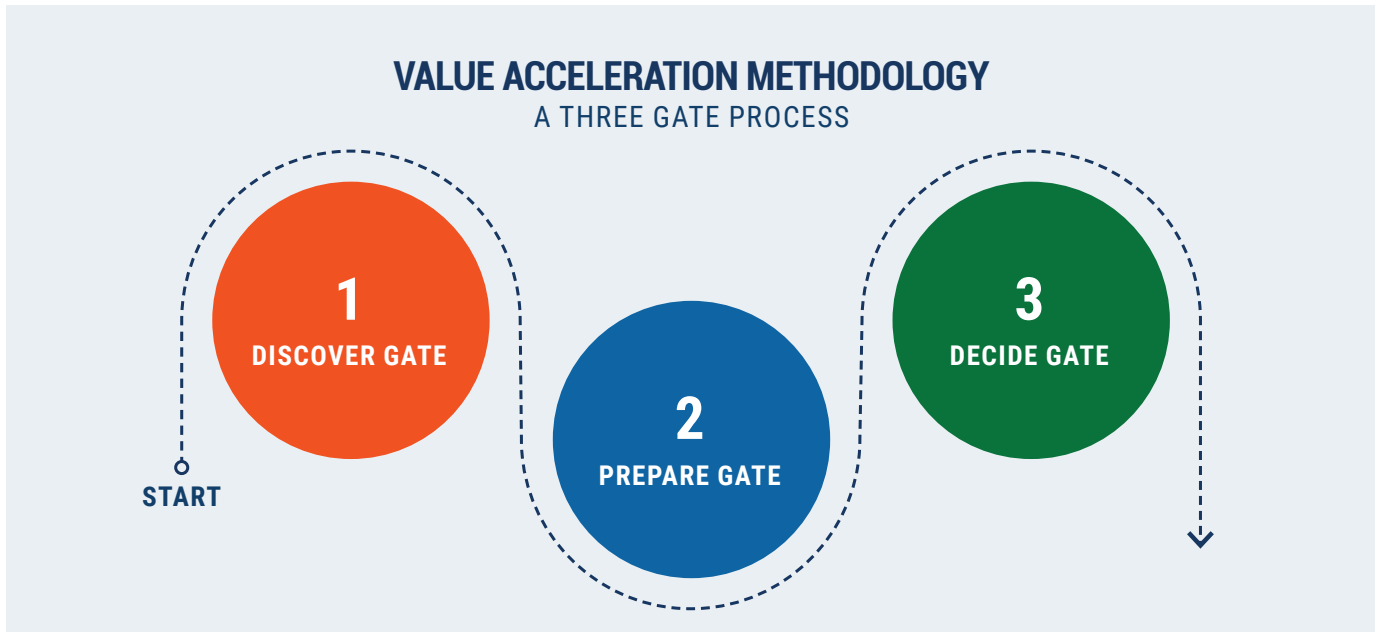 VALUE ACCELERATION METHODOLOGY
A THREE GATE PROCESS
1
DISCOVER GATE
2
PREPARE GATE
3
DECIDE GATE
START